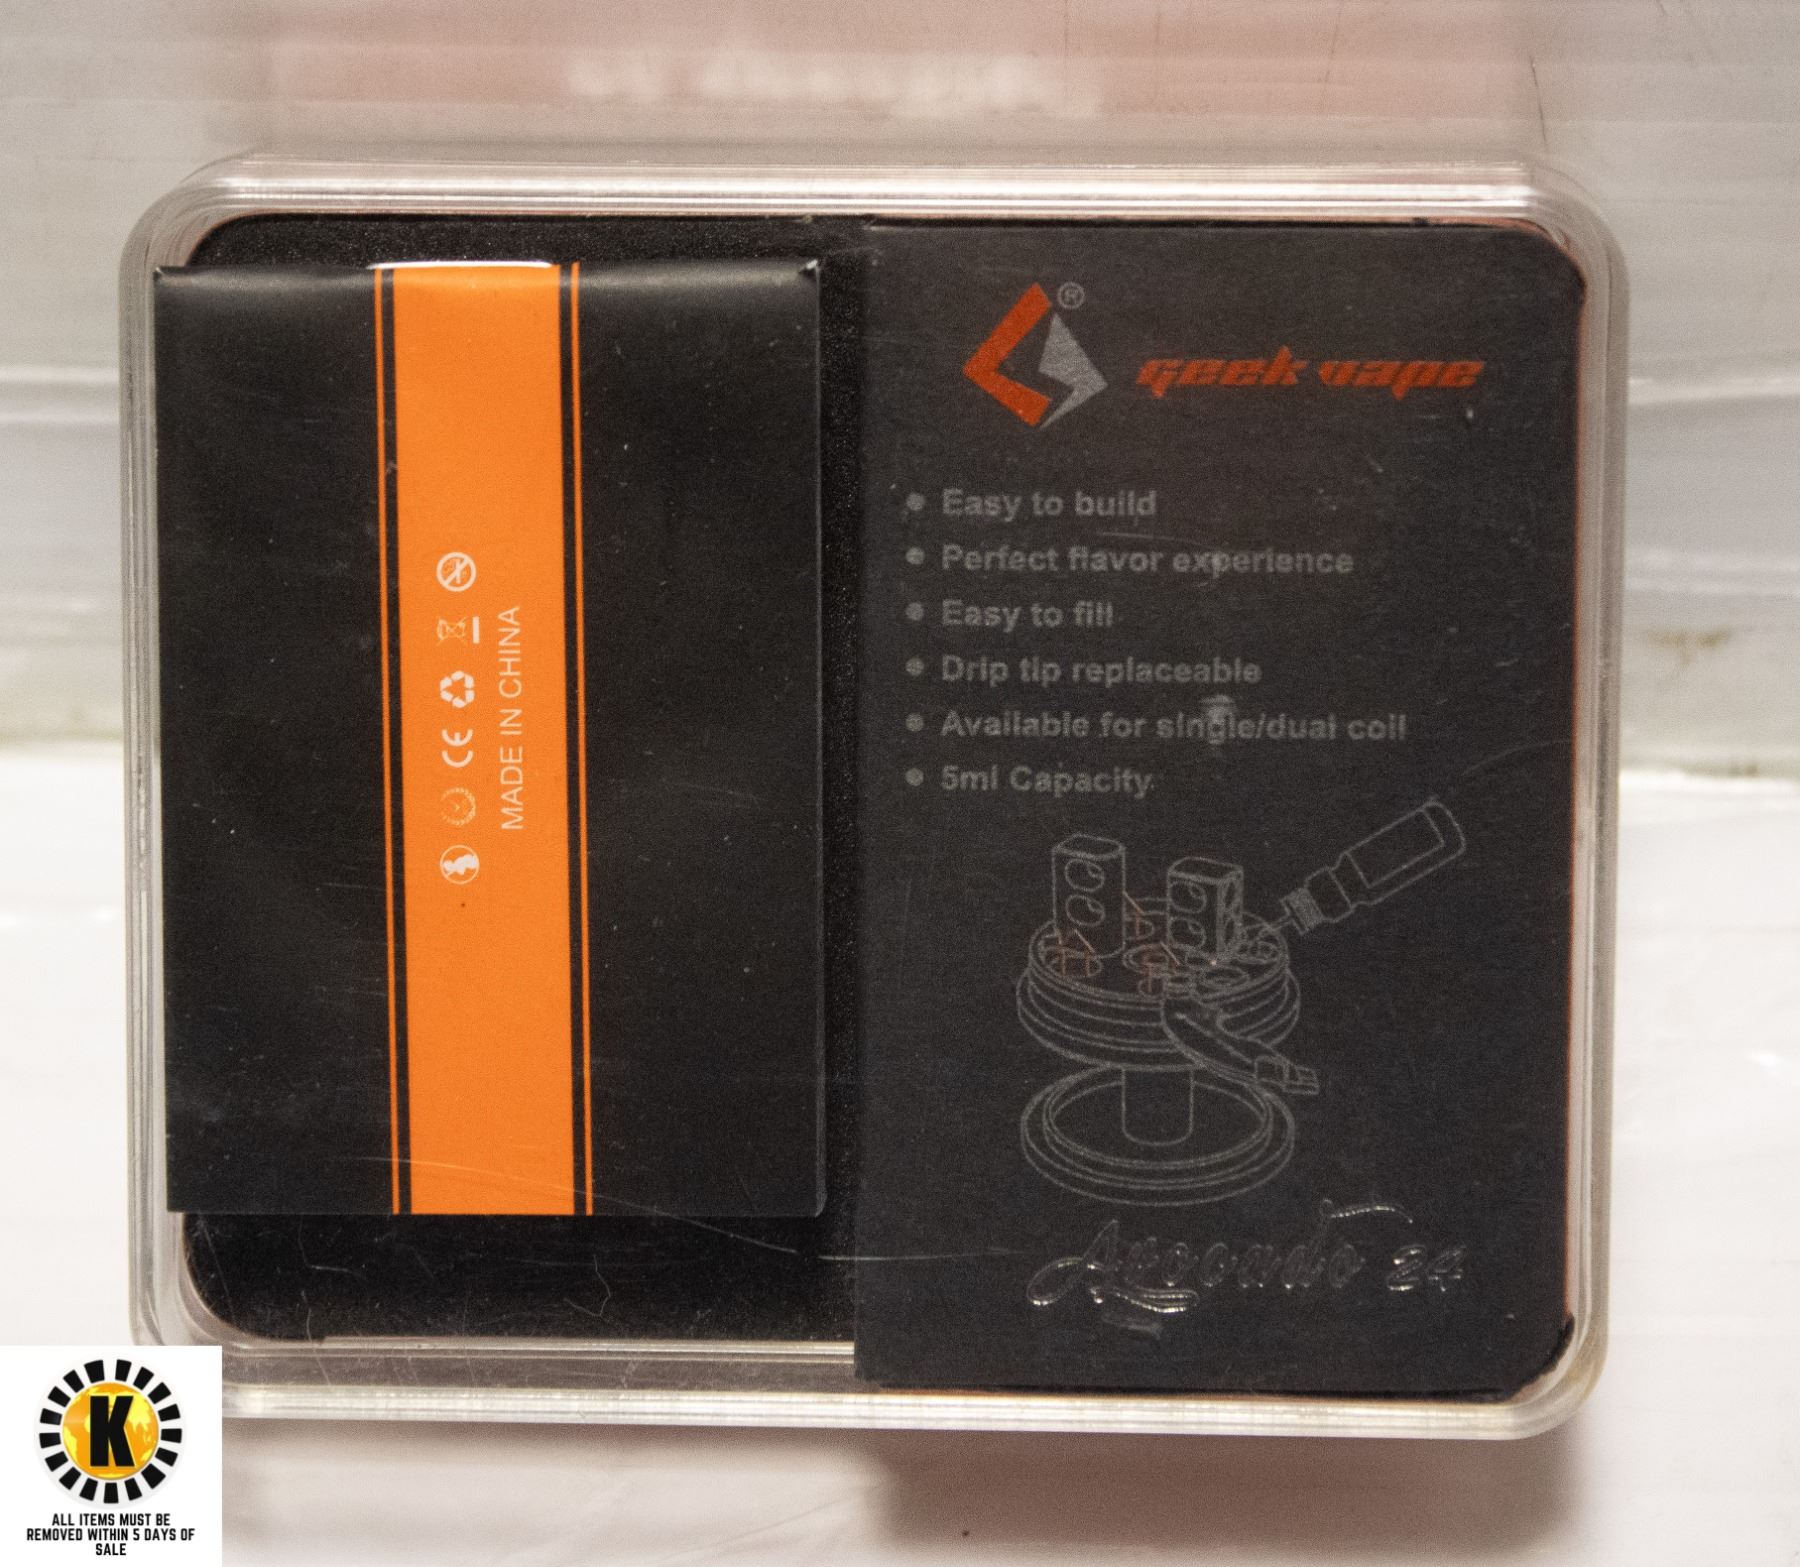 MADE IN CHINA
CE
®
geek vape
• Easy to build
• Perfect flavor experience
• Easy to fill
• Drip tip replaceable
• Available for single/dual coil
• 5ml Capacity
Avocado 24
K
ALL ITEMS MUST BE
REMOVED WITHIN 5 DAYS OF
SALE